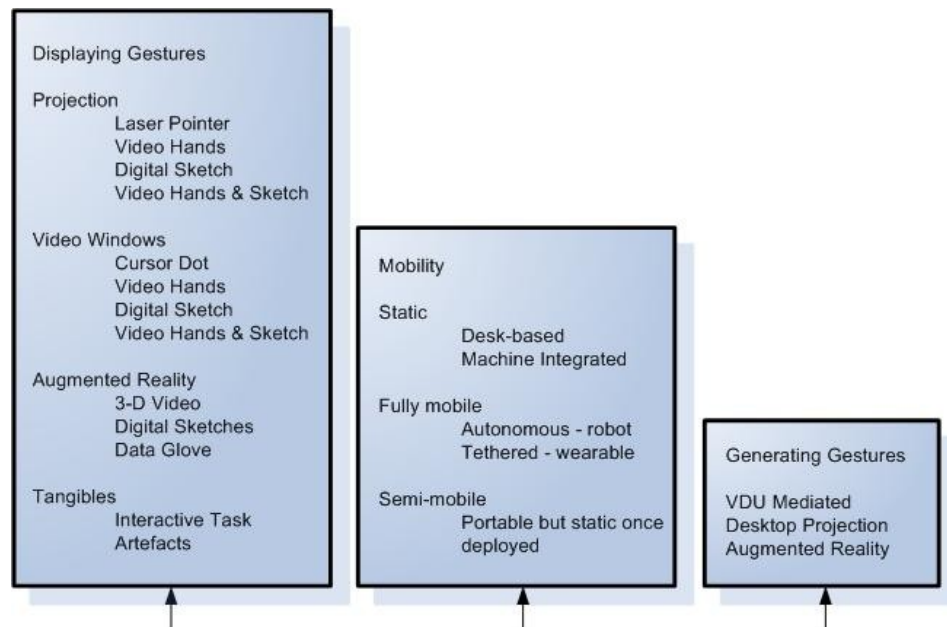 Displaying Gestures
Projection
Laser Pointer
Video Hands
Digital Sketch
Video Hands & Sketch
Video Windows
Cursor Dot
Video Hands
Digital Sketch
Video Hands & Sketch
Augmented Reality
3-D Video
Digital Sketches
Data Glove
Tangibles
Interactive Task
Artefacts
Mobility
Static
Desk-based
Machine Integrated
Fully mobile
Autonomous - robot
Tethered - wearable
Semi-mobile
Portable but static once
deployed
Generating Gestures
VDU Mediated
Desktop Projection
Augmented Reality